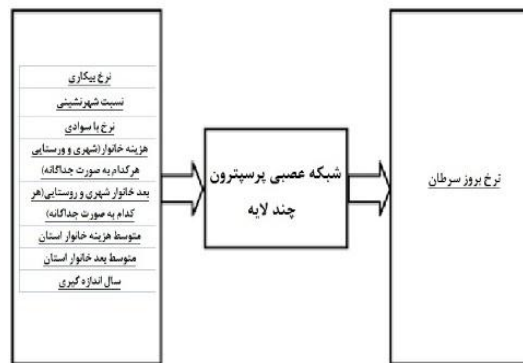 نرخ بیکاری
نسبت شهرنشینی
نرخ با سوادی
هزینه خانوار(شهری و ورستایی
هرکدام به صورت جداگانه)
بعد خانوار شهری و روستایی(هر
کدام به صورت جداگانه)
متوسط هزینه خانوار استان
متوسط بعد خانوار استان
سال اندازه گیری
شبکه عصبی پرسپترون
چند لایه
نرخ بروز سرطان